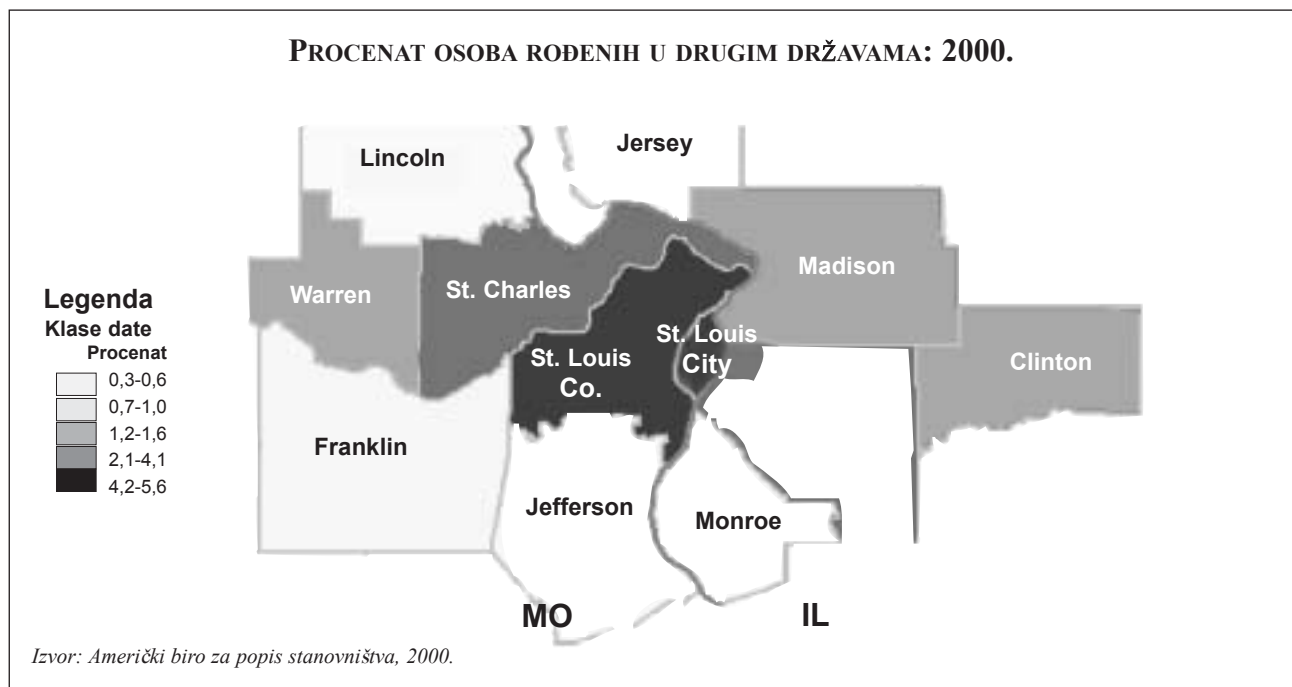 PROCENAT OSOBA ROĐENIH U DRUGIM DRŽAVAMA: 2000.
Lincoln
Jersey
Warren
St. Charles
Madison
St. Louis
Co.
St. Louis
City
Clinton
Franklin
Jefferson
Monroe
MO
IL
Legenda
Klase date
Procenat
0,3-0,6
0,7-1,0
1,2-1,6
2,1-4,1
4,2-5,6
Izvor: Američki biro za popis stanovništva, 2000.